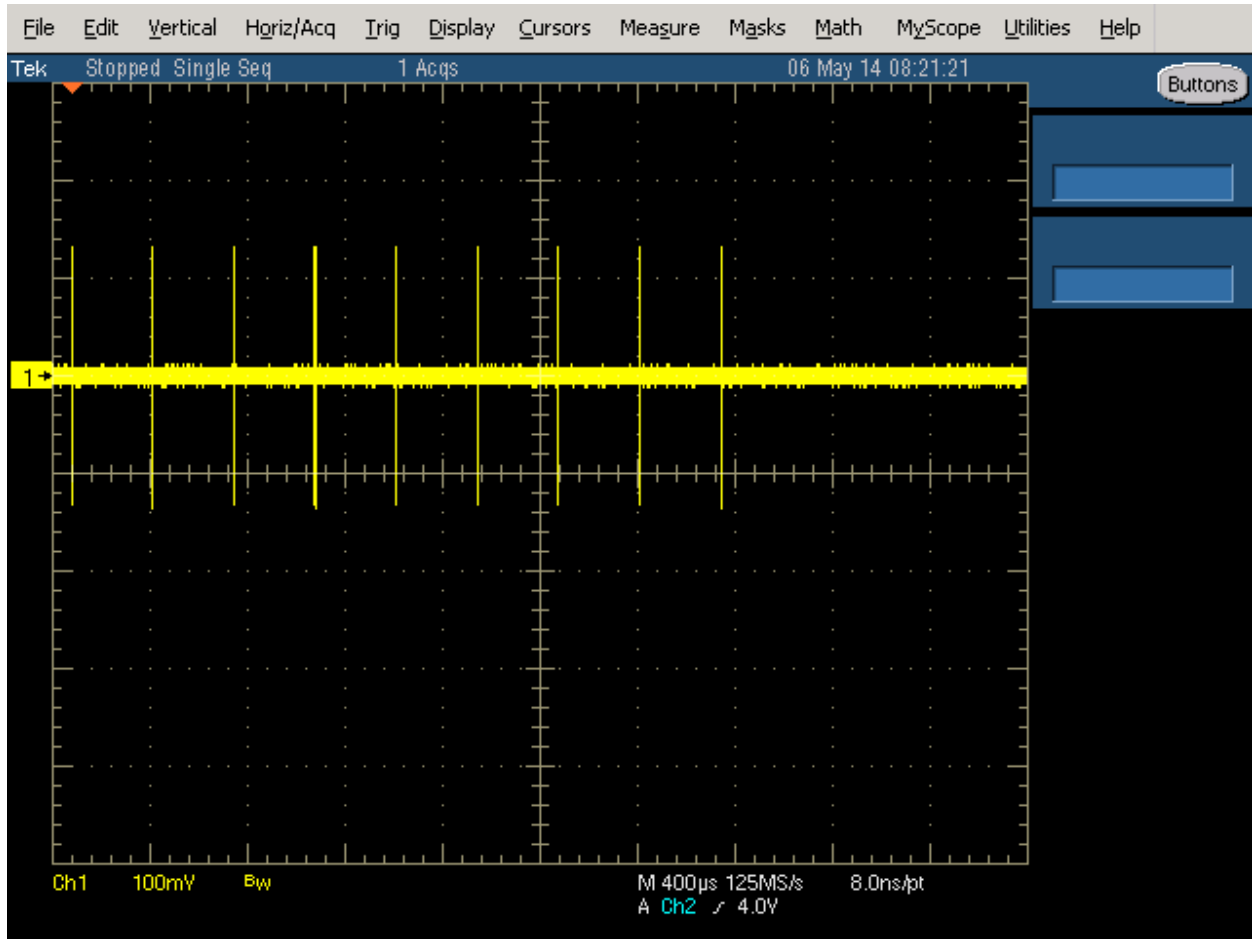 File Edit Vertical Horiz/Acq Trig Display Cursors Measure Masks Math MyScope Utilities Help
Tek Stopped Single Seq 1 Acqs 06 May 14 08:21:21 Buttons
1
Ch1 100mV Bw M 400µs 125MS/s 8.0ns/pt
A Ch2 4.0V